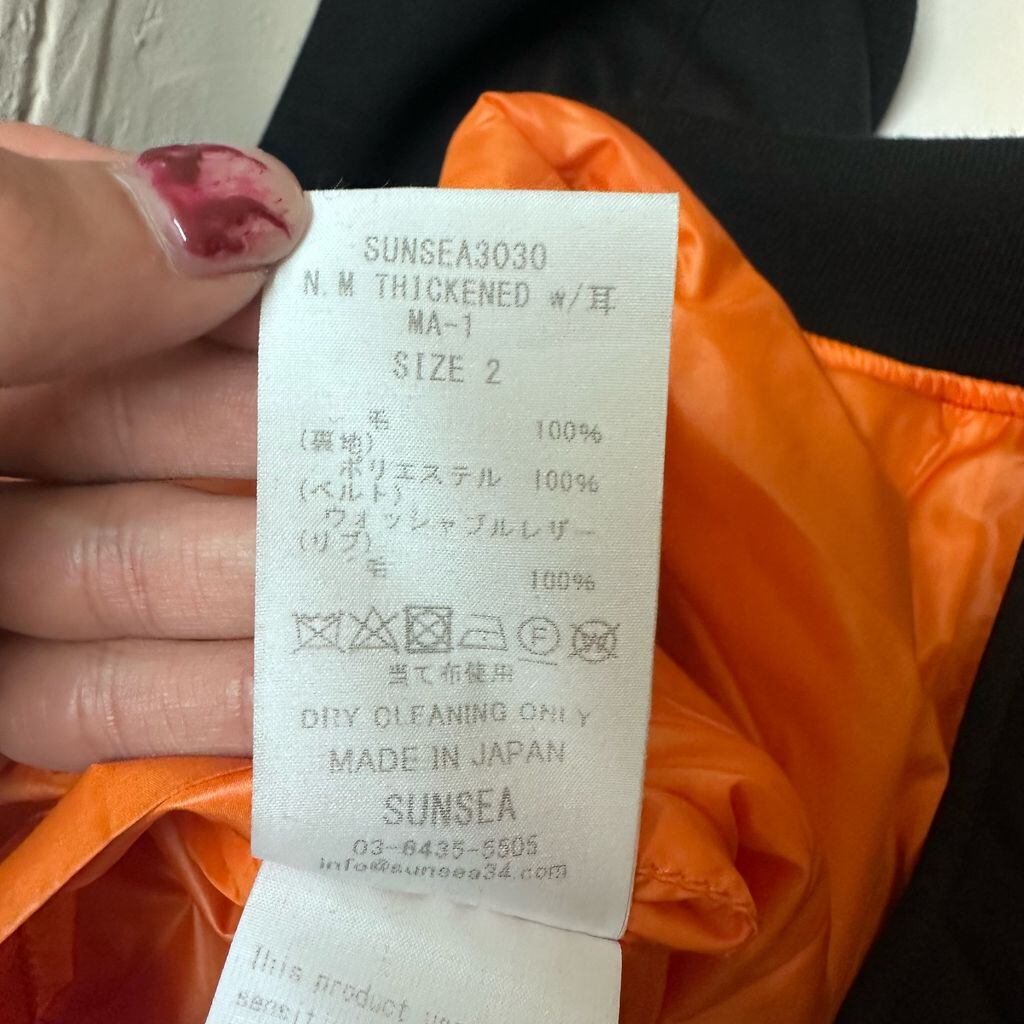 SUNSEA3030
N.M THICKENED w/耳
MA-1
SIZE 2
毛 100%
(裏地)
ポリエステル 100%
(ベルト)
ウォッシャブルレザー
(リブ)
毛 100%
F
当て布使用
DRY CLEANING ONLY
MADE IN JAPAN
SUNSEA
03-6435-5505
info@sunsea34.com
This product